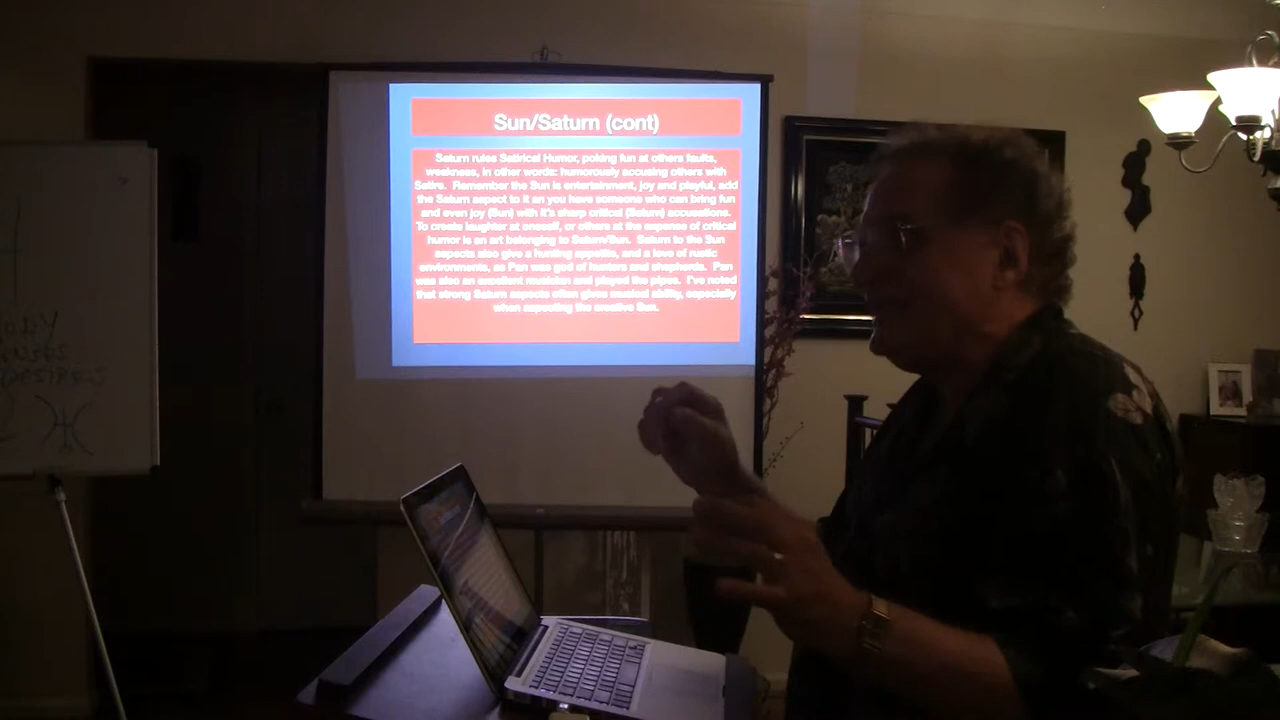 Sun/Saturn (cont)
Saturn rules Satirical Humor, poking fun at others faults,
weakness, in other words: humorously accusing others with
Satire. Remember the Sun is entertainment, joy and playful, add
the Saturn aspect to it an you have someone who can bring fun
and even joy (Sun) with it's sharp critical (Saturn) accusations.
To create laughter at oneself, or others at the expense of critical
humor is an art belonging to Saturn/Sun. Saturn to the Sun
aspects also give a hunting appetite, and a love of rustic
environments, as Pan was god of hunters and shepherds. Pan
was also an excellent musician and played the pipes. I've noted
that strong Saturn aspects often gives musical ability, especially
when aspecting the creative Sun.
DESIRES